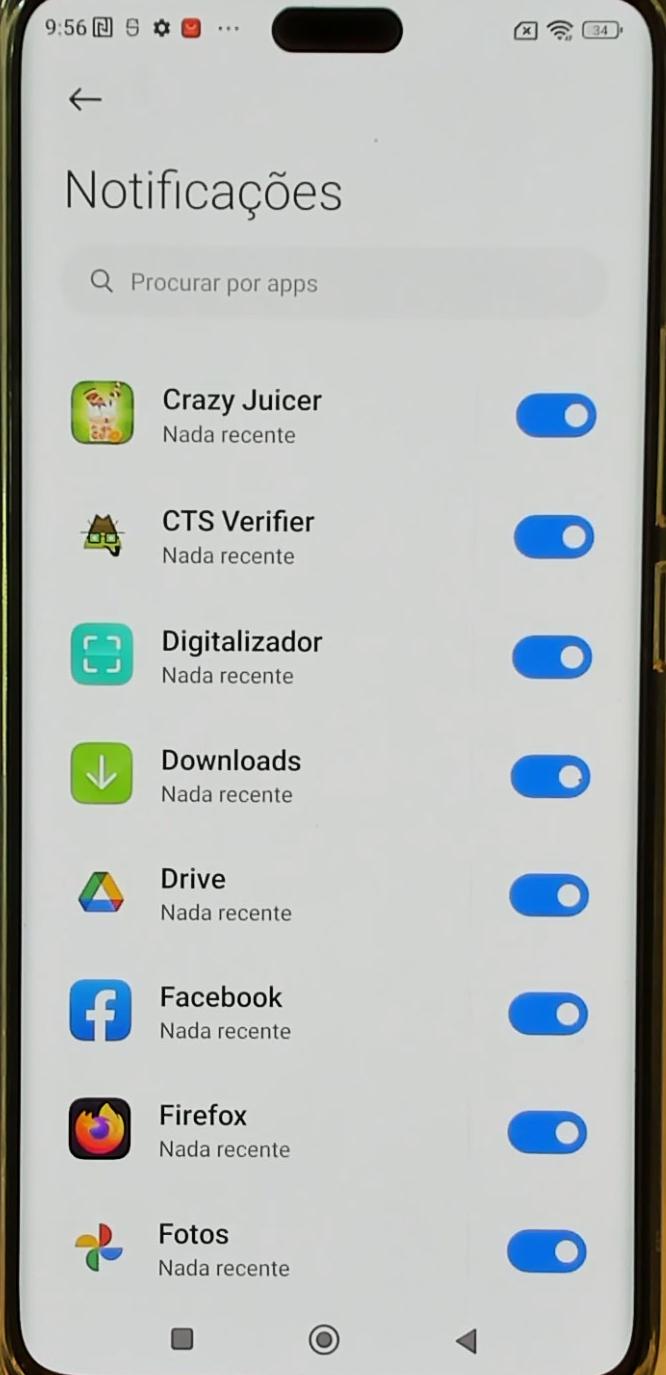 9:56
34
Notificações
Procurar por apps
Crazy Juicer
Nada recente
CTS Verifier
Nada recente
Digitalizador
Nada recente
Downloads
Nada recente
Drive
Nada recente
Facebook
Nada recente
Firefox
Nada recente
Fotos
Nada recente